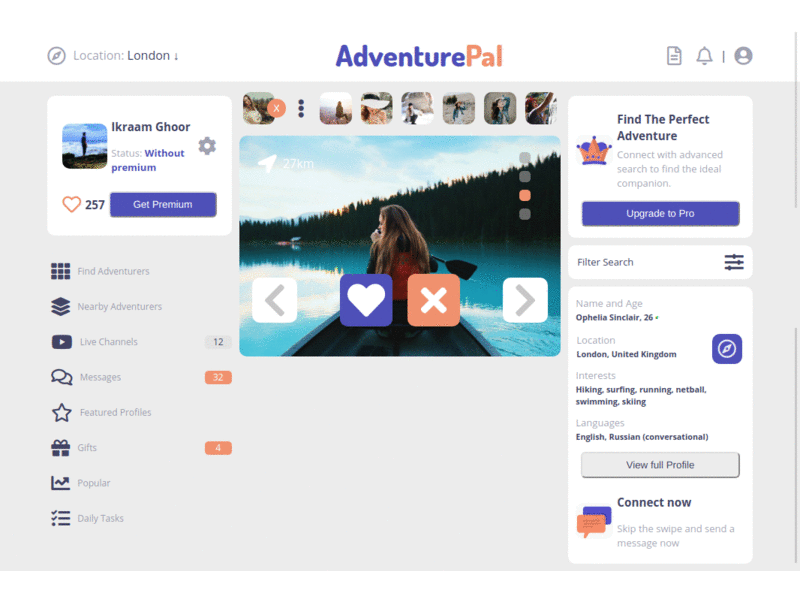 Location: London ↓
AdventurePal
|
Ikraam Ghoor
Status: Without
premium
257
Get Premium
Find Adventurers
Nearby Adventurers
Live Channels
12
Messages
32
Featured Profiles
Gifts
4
Popular
Daily Tasks
X
27km
Find The Perfect
Adventure
Connect with advanced
search to find the ideal
companion.
Upgrade to Pro
Filter Search
Name and Age
Ophelia Sinclair, 26
Location
London, United Kingdom
Interests
Hiking, surfing, running, netball,
swimming, skiing
Languages
English, Russian (conversational)
View full Profile
Connect now
Skip the swipe and send a
message now